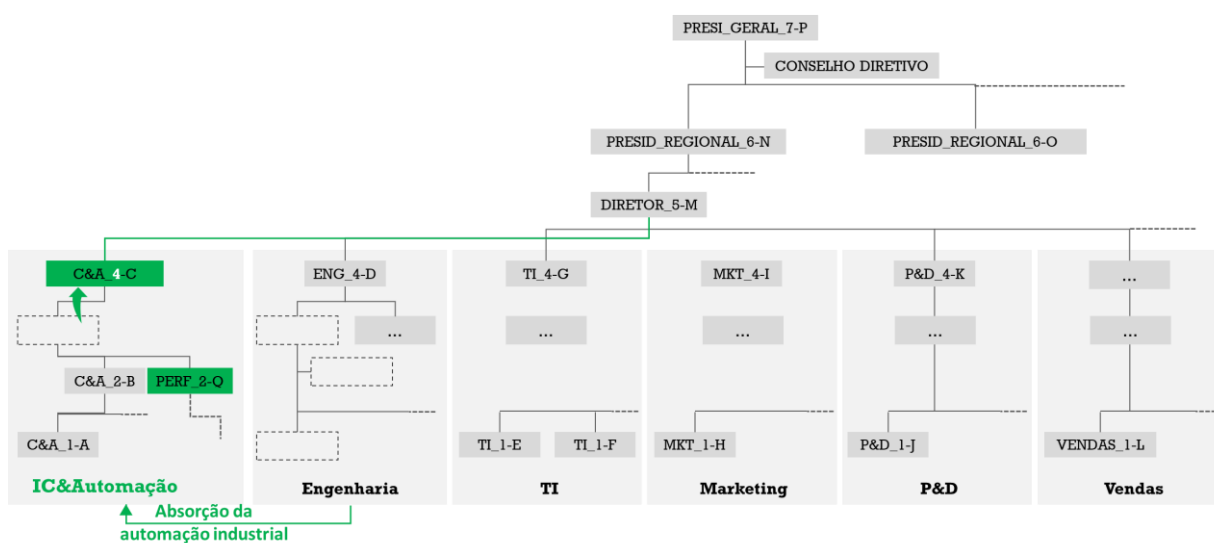 PRESI_GERAL_7-P
CONSELHO DIRETIVO
PRESID_REGIONAL_6-N
PRESID_REGIONAL_6-O
DIRETOR_5-M
C&A_4-C
ENG_4-D
TI_4-G
MKT_4-I
P&D_4-K
...
...
...
...
...
...
C&A_2-B
PERF_2-Q
C&A_1-A
TI_1-E
TI_1-F
MKT_1-H
P&D_1-J
VENDAS_1-L
IC&Automação
Engenharia
TI
Marketing
P&D
Vendas
Absorção da
automação industrial